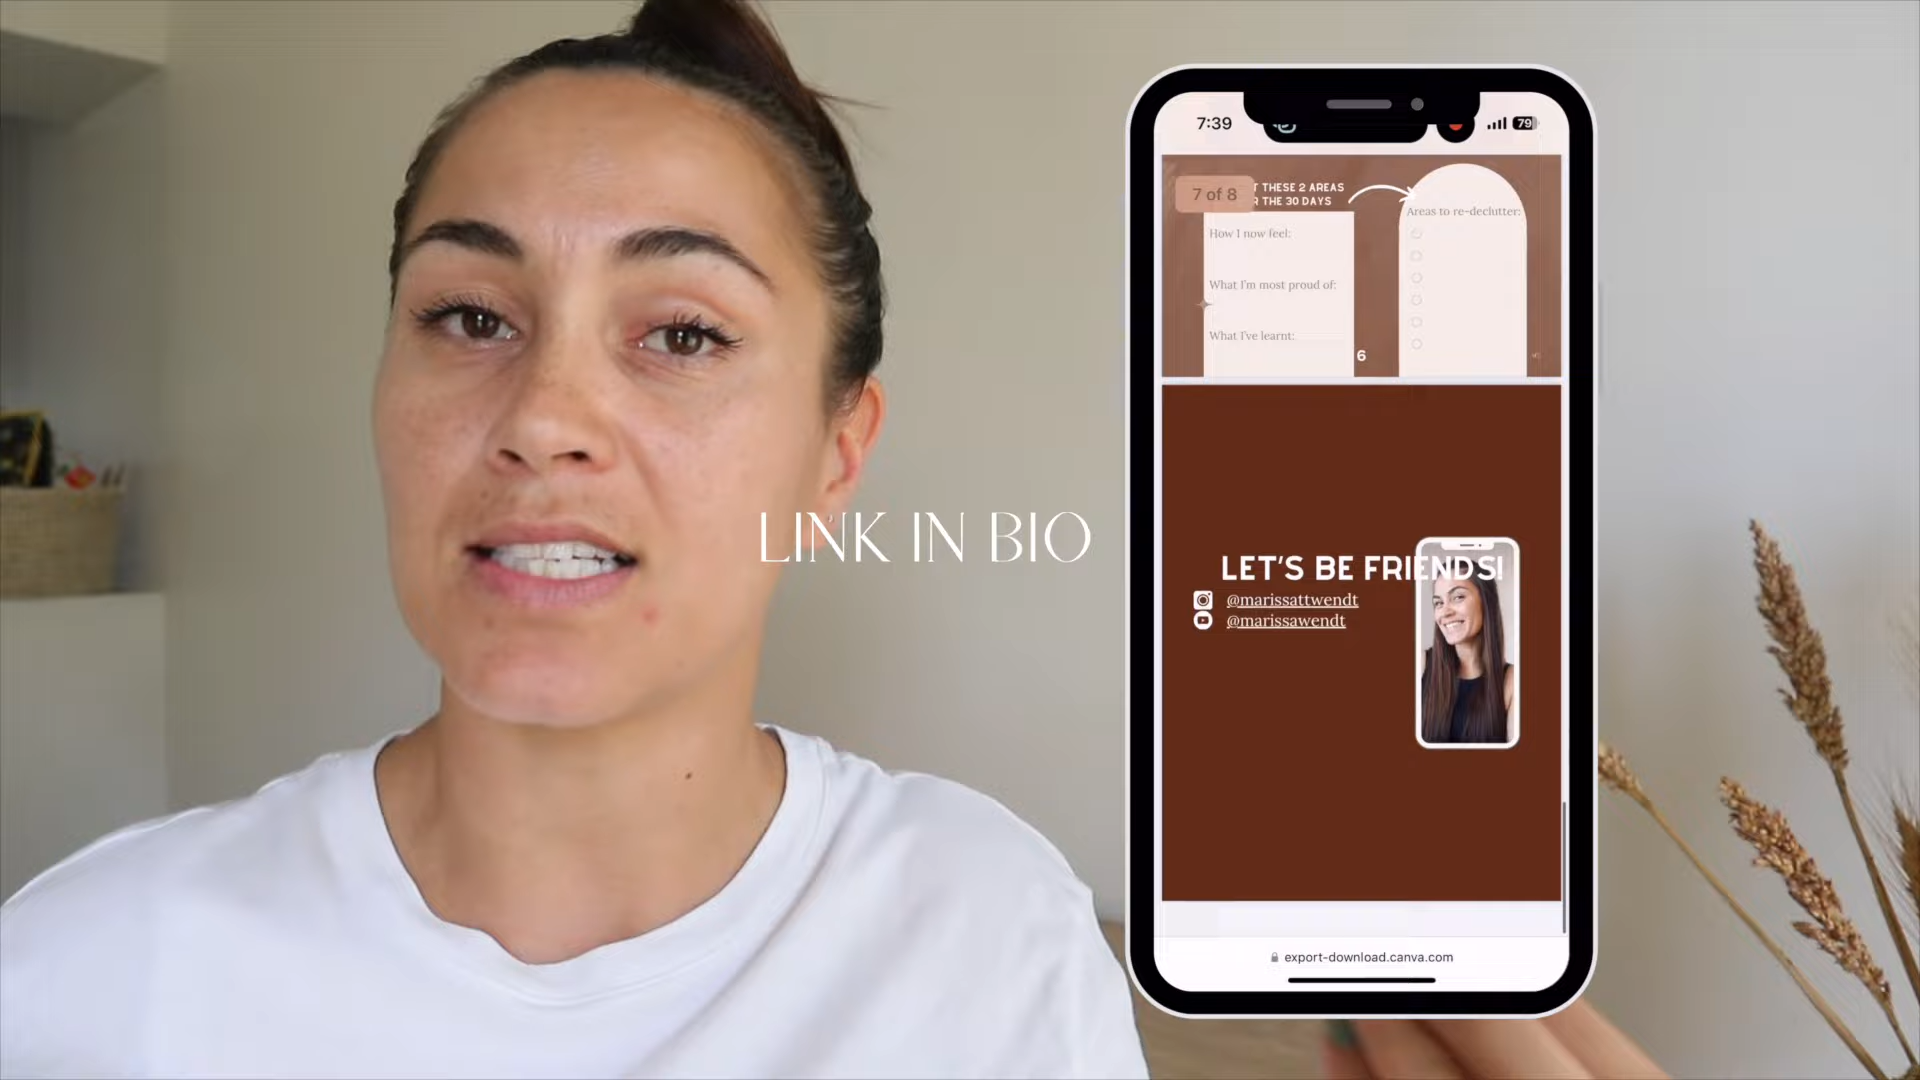 LINK IN BIO
7:39
79
7 of 8
T THESE 2 AREAS
R THE 30 DAYS
Areas to re-declutter:
How I now feel:
What I'm most proud of:
What I've learnt:
6
LET'S BE FRIENDS!
@marissattwendt
@marissawendt
export-download.canva.com